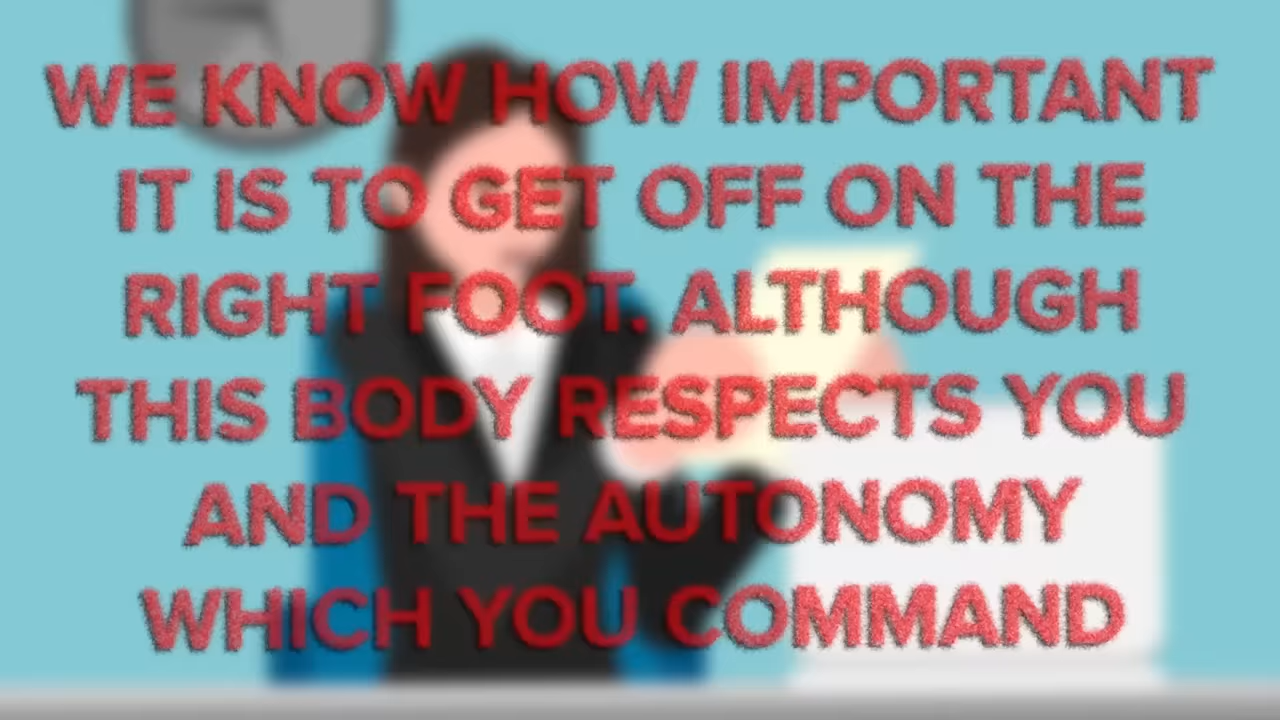 WE KNOW HOW IMPORTANT
IT IS TO GET OFF ON THE
RIGHT FOOT. ALTHOUGH
THIS BODY RESPECTS YOU
AND THE AUTONOMY
WHICH YOU COMMAND